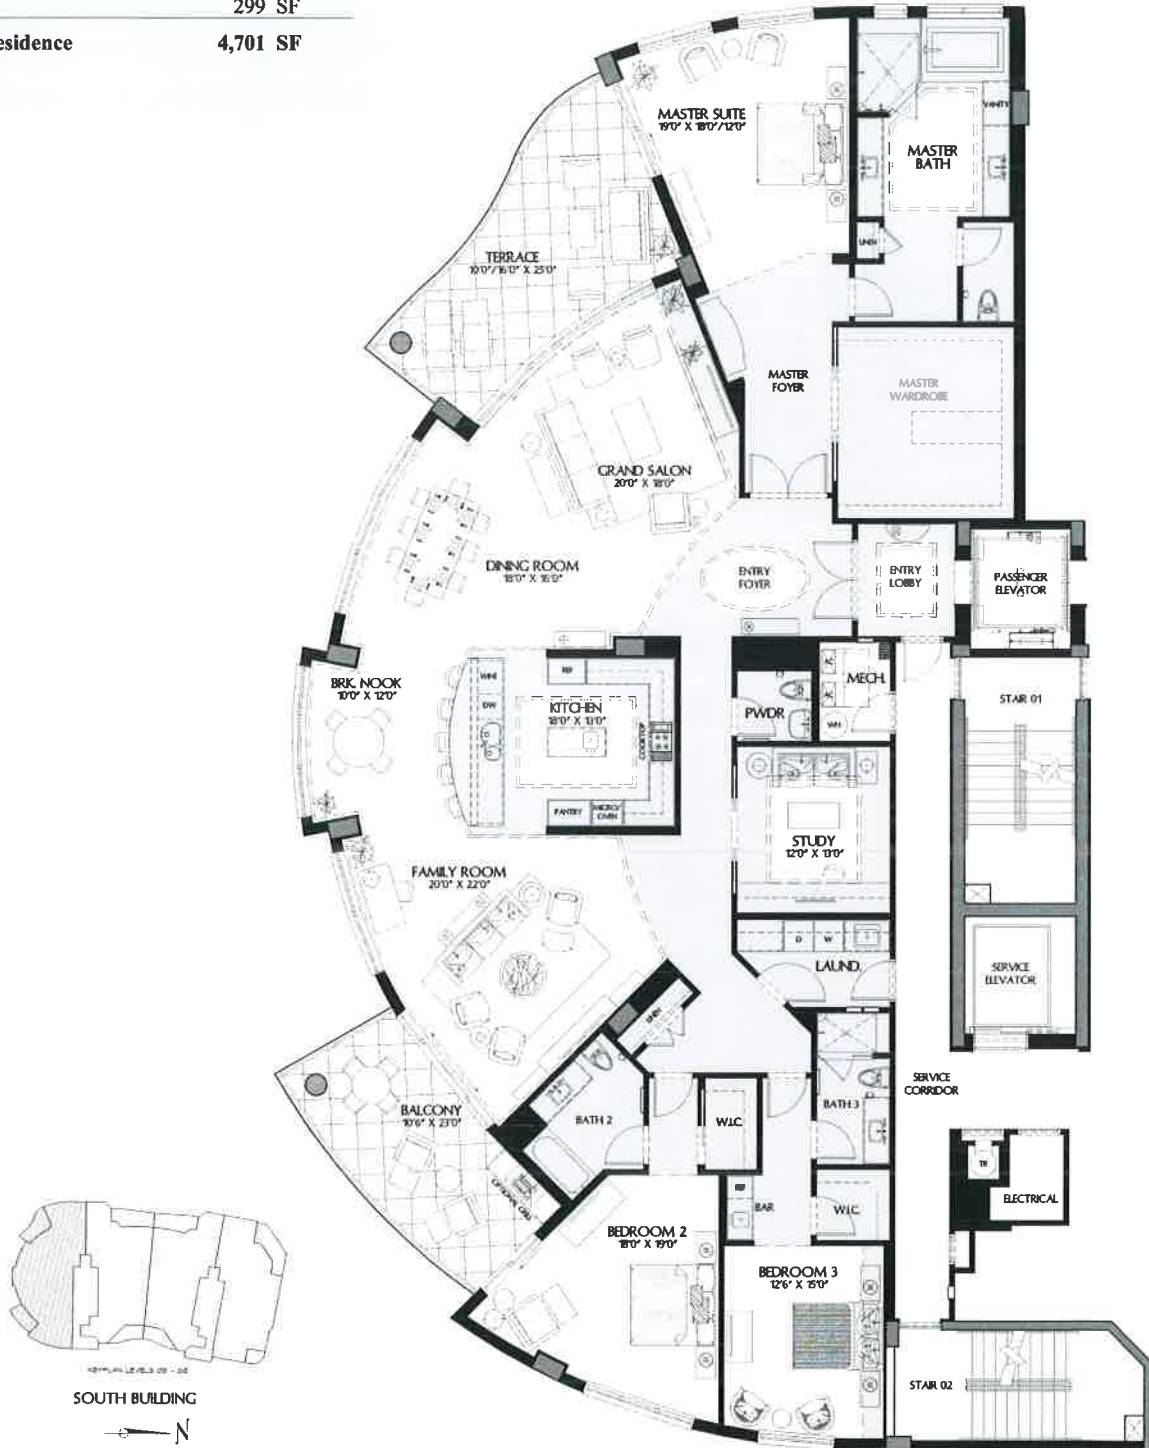 299 SF
esidence 4,701 SF
MASTER SUITE
19'0" X 18'0"/12'0"
VANITY
MASTER
BATH
LINEN
TERRACE
10'0"/16'0" X 25'0"
MASTER
FOYER
MASTER
WARDROBE
GRAND SALON
20'0" X 18'0"
DINING ROOM
18'0" X 16'0"
ENTRY
FOYER
ENTRY
LOBBY
PASSENGER
ELEVATOR
BRK. NOOK
10'0" X 12'0"
WINE
DW
REF
KITCHEN
18'0" X 13'0"
COOKTOP
PANTRY
MICRO/
OVEN
PWDR
MECH.
WH
STAIR 01
STUDY
12'0" X 13'0"
FAMILY ROOM
20'0" X 22'0"
D
W
LAUND.
SERVICE
ELEVATOR
LINEN
SERVICE
CORRIDOR
BALCONY
10'6" X 23'0"
BATH 2
W.I.C.
BATH 3
OPTIONAL GRILL
TR
ELECTRICAL
BAR
W.I.C.
BEDROOM 2
18'0" X 19'0"
BEDROOM 3
12'6" X 15'0"
STAIR 02
KEYPLAN LEVELS
SOUTH BUILDING
N